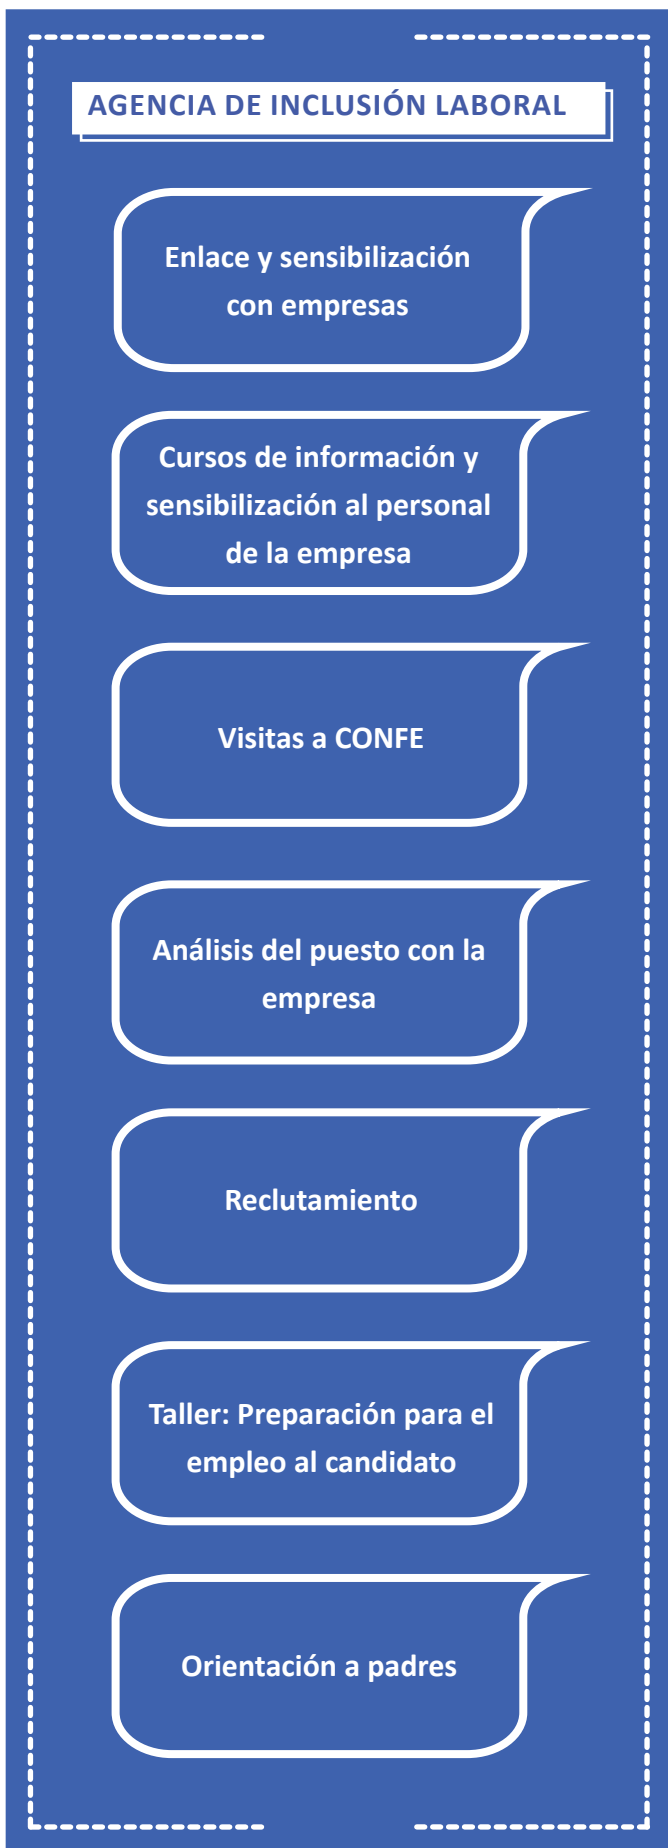 AGENCIA DE INCLUSIÓN LABORAL
Enlace y sensibilización
con empresas
Cursos de información y
sensibilización al personal
de la empresa
Visitas a CONFE
Análisis del puesto con la
empresa
Reclutamiento
Taller: Preparación para el
empleo al candidato
Orientación a padres